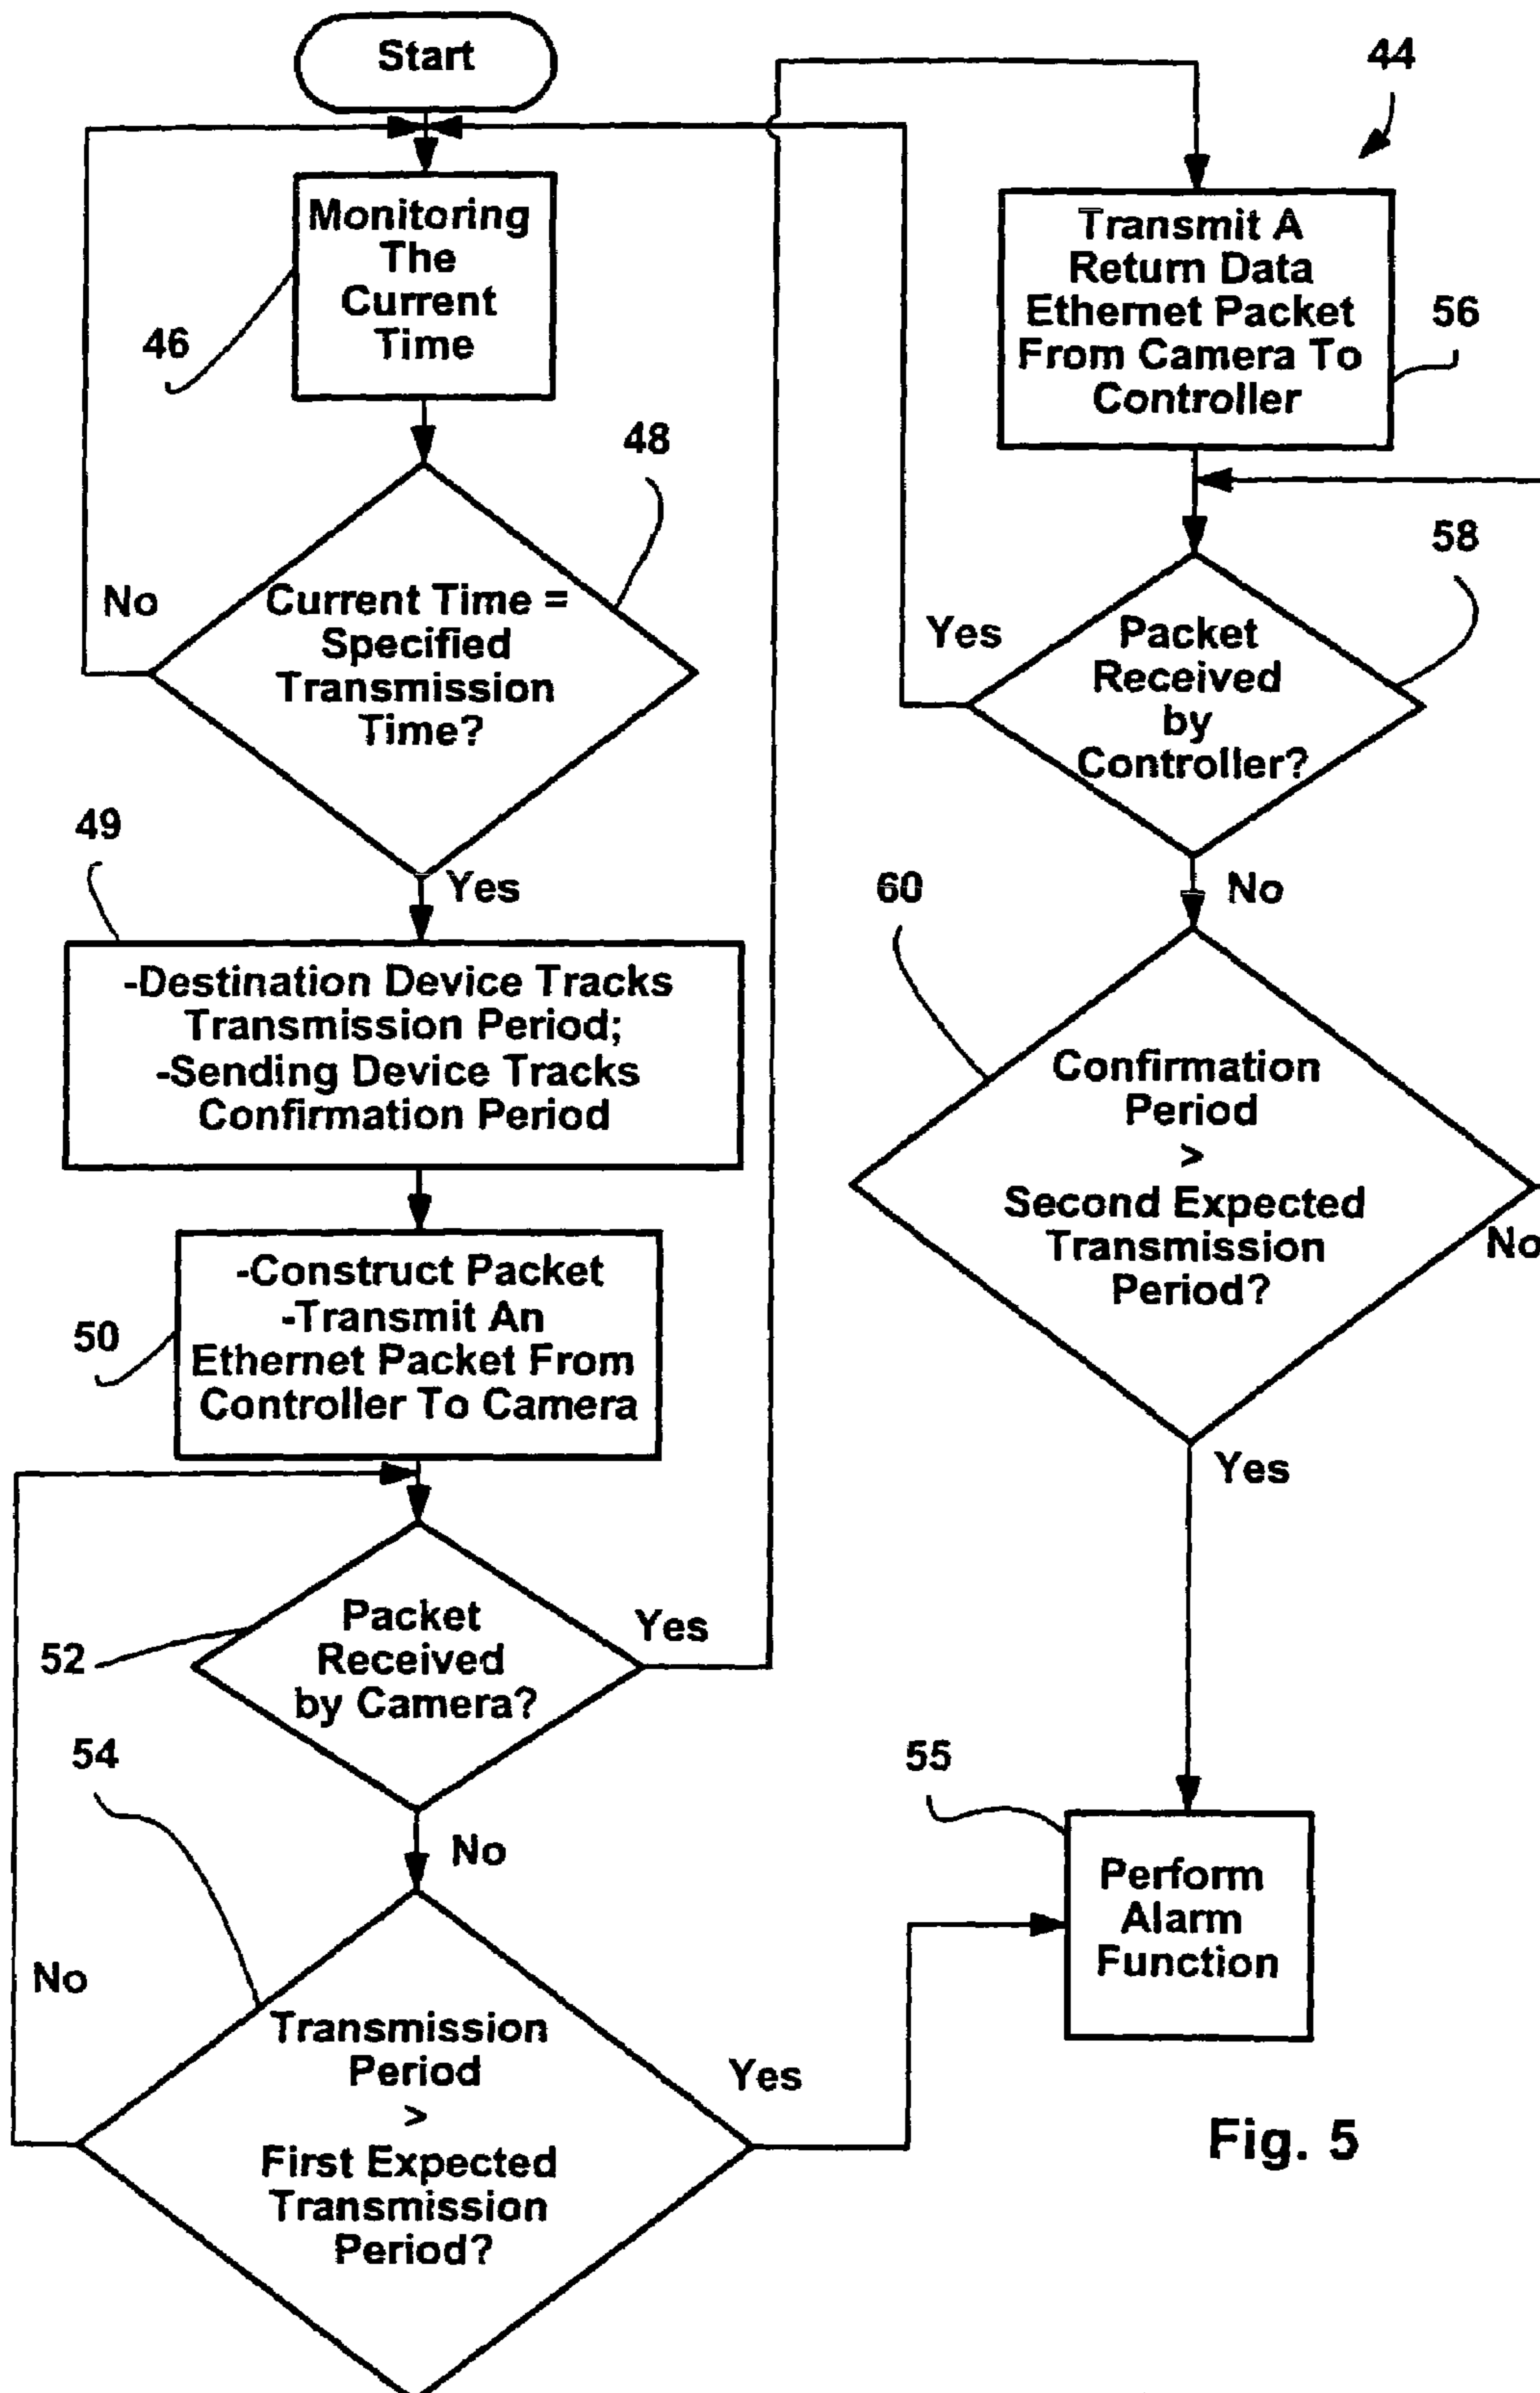 Start
Monitoring
The
Current
Time
46
48
No
Current Time =
Specified
Transmission
Time?
Yes
49
-Destination Device Tracks
Transmission Period;
-Sending Device Tracks
Confirmation Period
50
-Construct Packet
-Transmit An
Ethernet Packet From
Controller To Camera
52
Packet
Received
by Camera?
Yes
54
No
No
Transmission
Period
>
First Expected
Transmission
Period?
Yes
44
Transmit A
Return Data
Ethernet Packet
From Camera To
Controller
56
58
Yes
Packet
Received
by
Controller?
No
60
Confirmation
Period
>
Second Expected
Transmission
Period?
No
Yes
55
Perform
Alarm
Function
Fig. 5